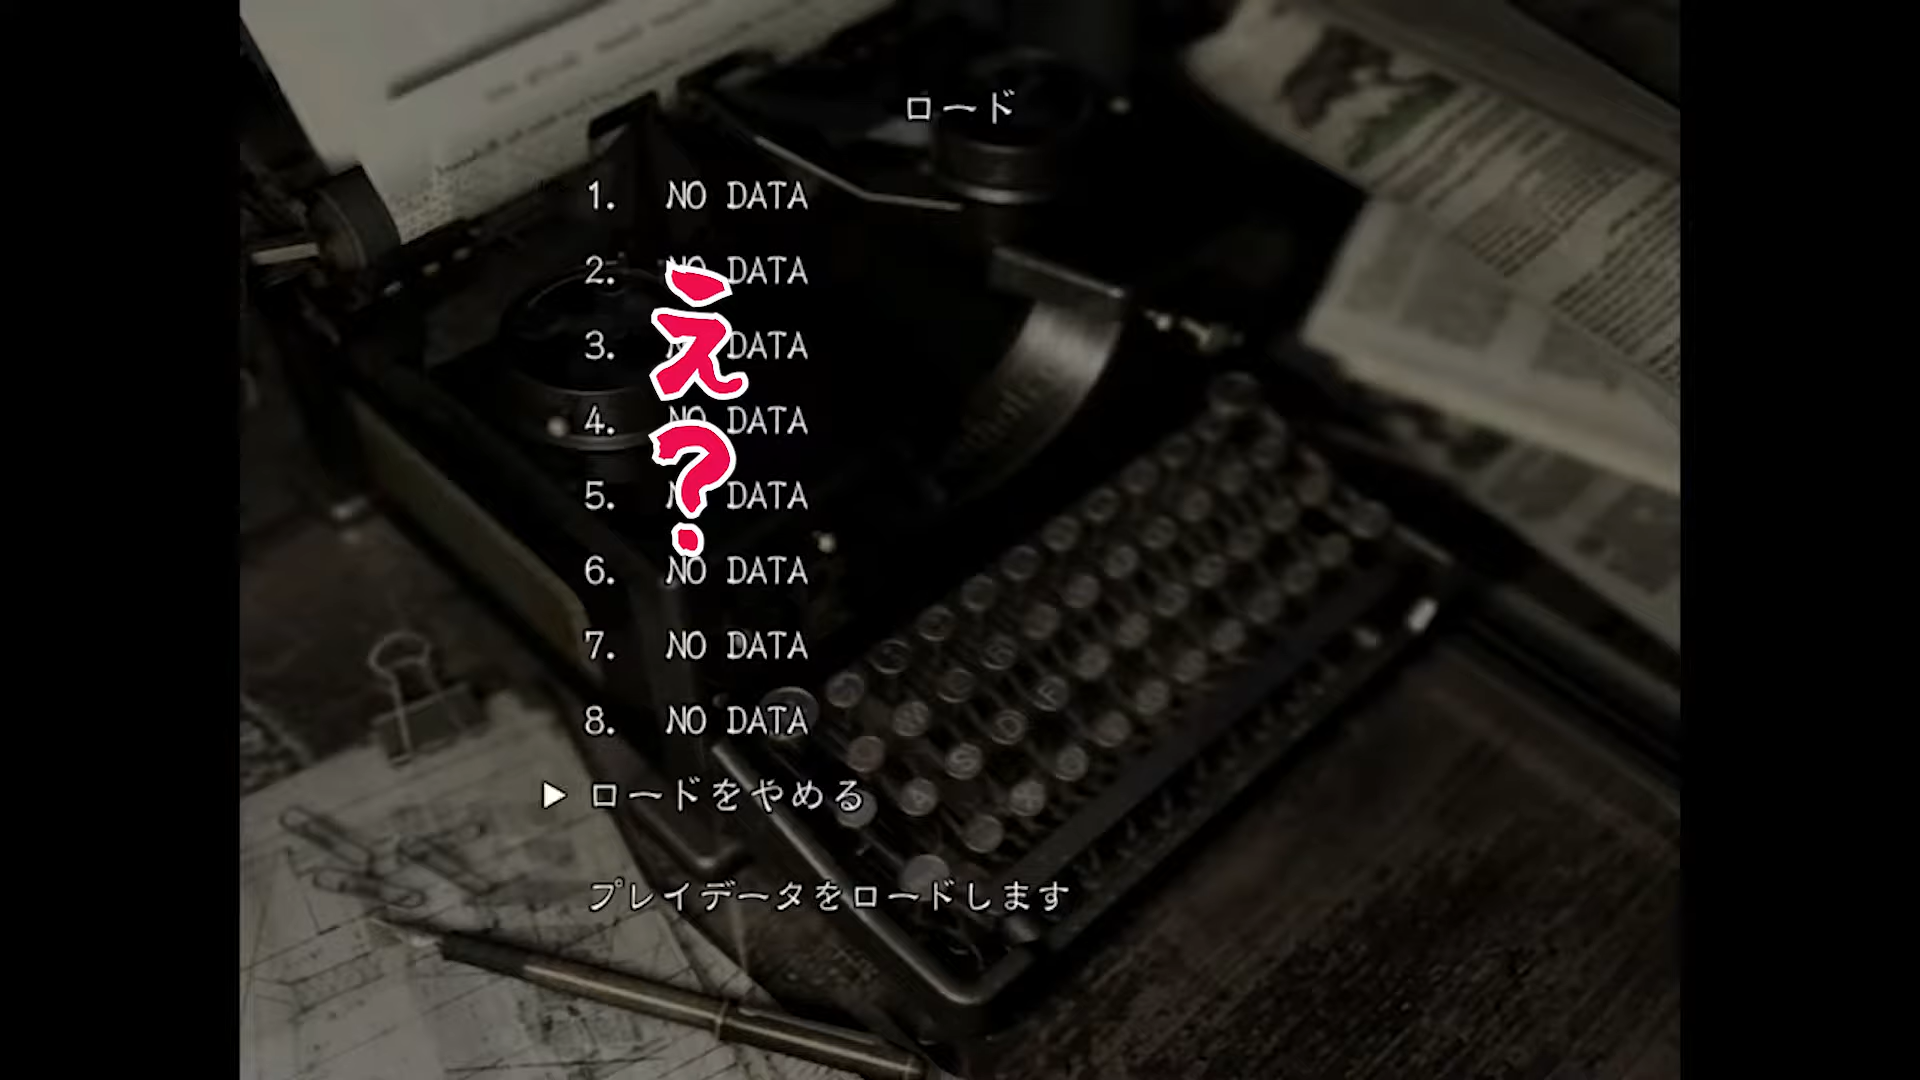 ロード
1. NO DATA
2. NO DATA
3. NO DATA
4. NO DATA
5. NO DATA
6. NO DATA
7. NO DATA
8. NO DATA
え?
▶ ロードをやめる
プレイデータをロードします